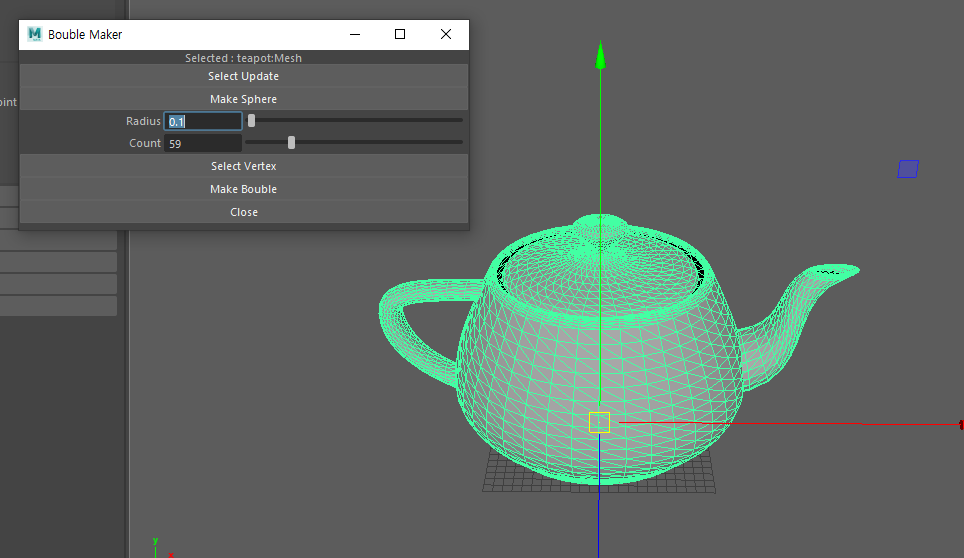 Bouble Maker
Selected : teapot:Mesh
Select Update
Make Sphere
oint
Radius 0.1
Count 59
Select Vertex
Make Bouble
Close
y
x